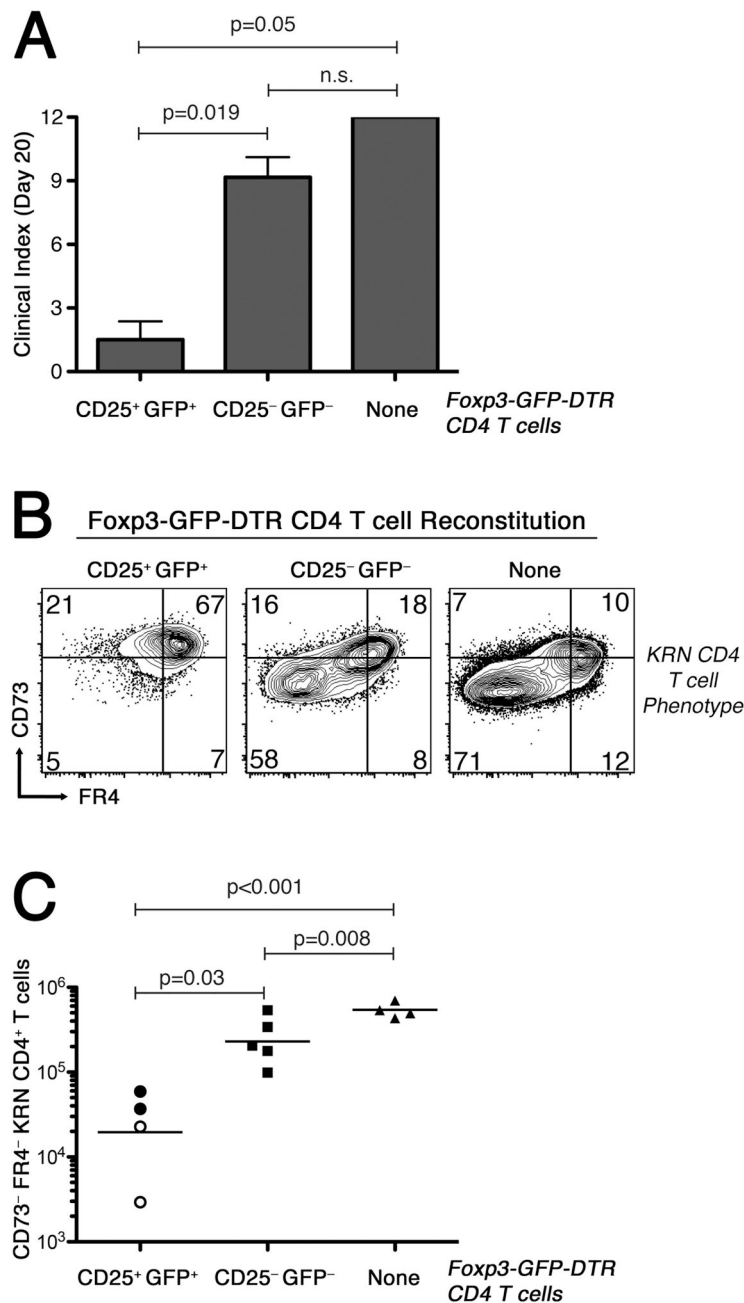 A
p=0.05
n.s.
p=0.019
Clinical Index (Day 20)
12
9
6
3
0
CD25⁺ GFP⁺ CD25⁻ GFP⁻ None
Foxp3-GFP-DTR
CD4 T cells
B
Foxp3-GFP-DTR CD4 T cell Reconstitution
CD25⁺ GFP⁺ CD25⁻ GFP⁻ None
21 67 16 18 7 10
5 7 58 8 71 12
KRN CD4
T cell
Phenotype
CD73
FR4
C
p<0.001
p=0.008
p=0.03
CD73⁻ FR4⁻ KRN CD4⁺ T cells
10⁶
10⁵
10⁴
10³
CD25⁺ GFP⁺ CD25⁻ GFP⁻ None
Foxp3-GFP-DTR
CD4 T cells